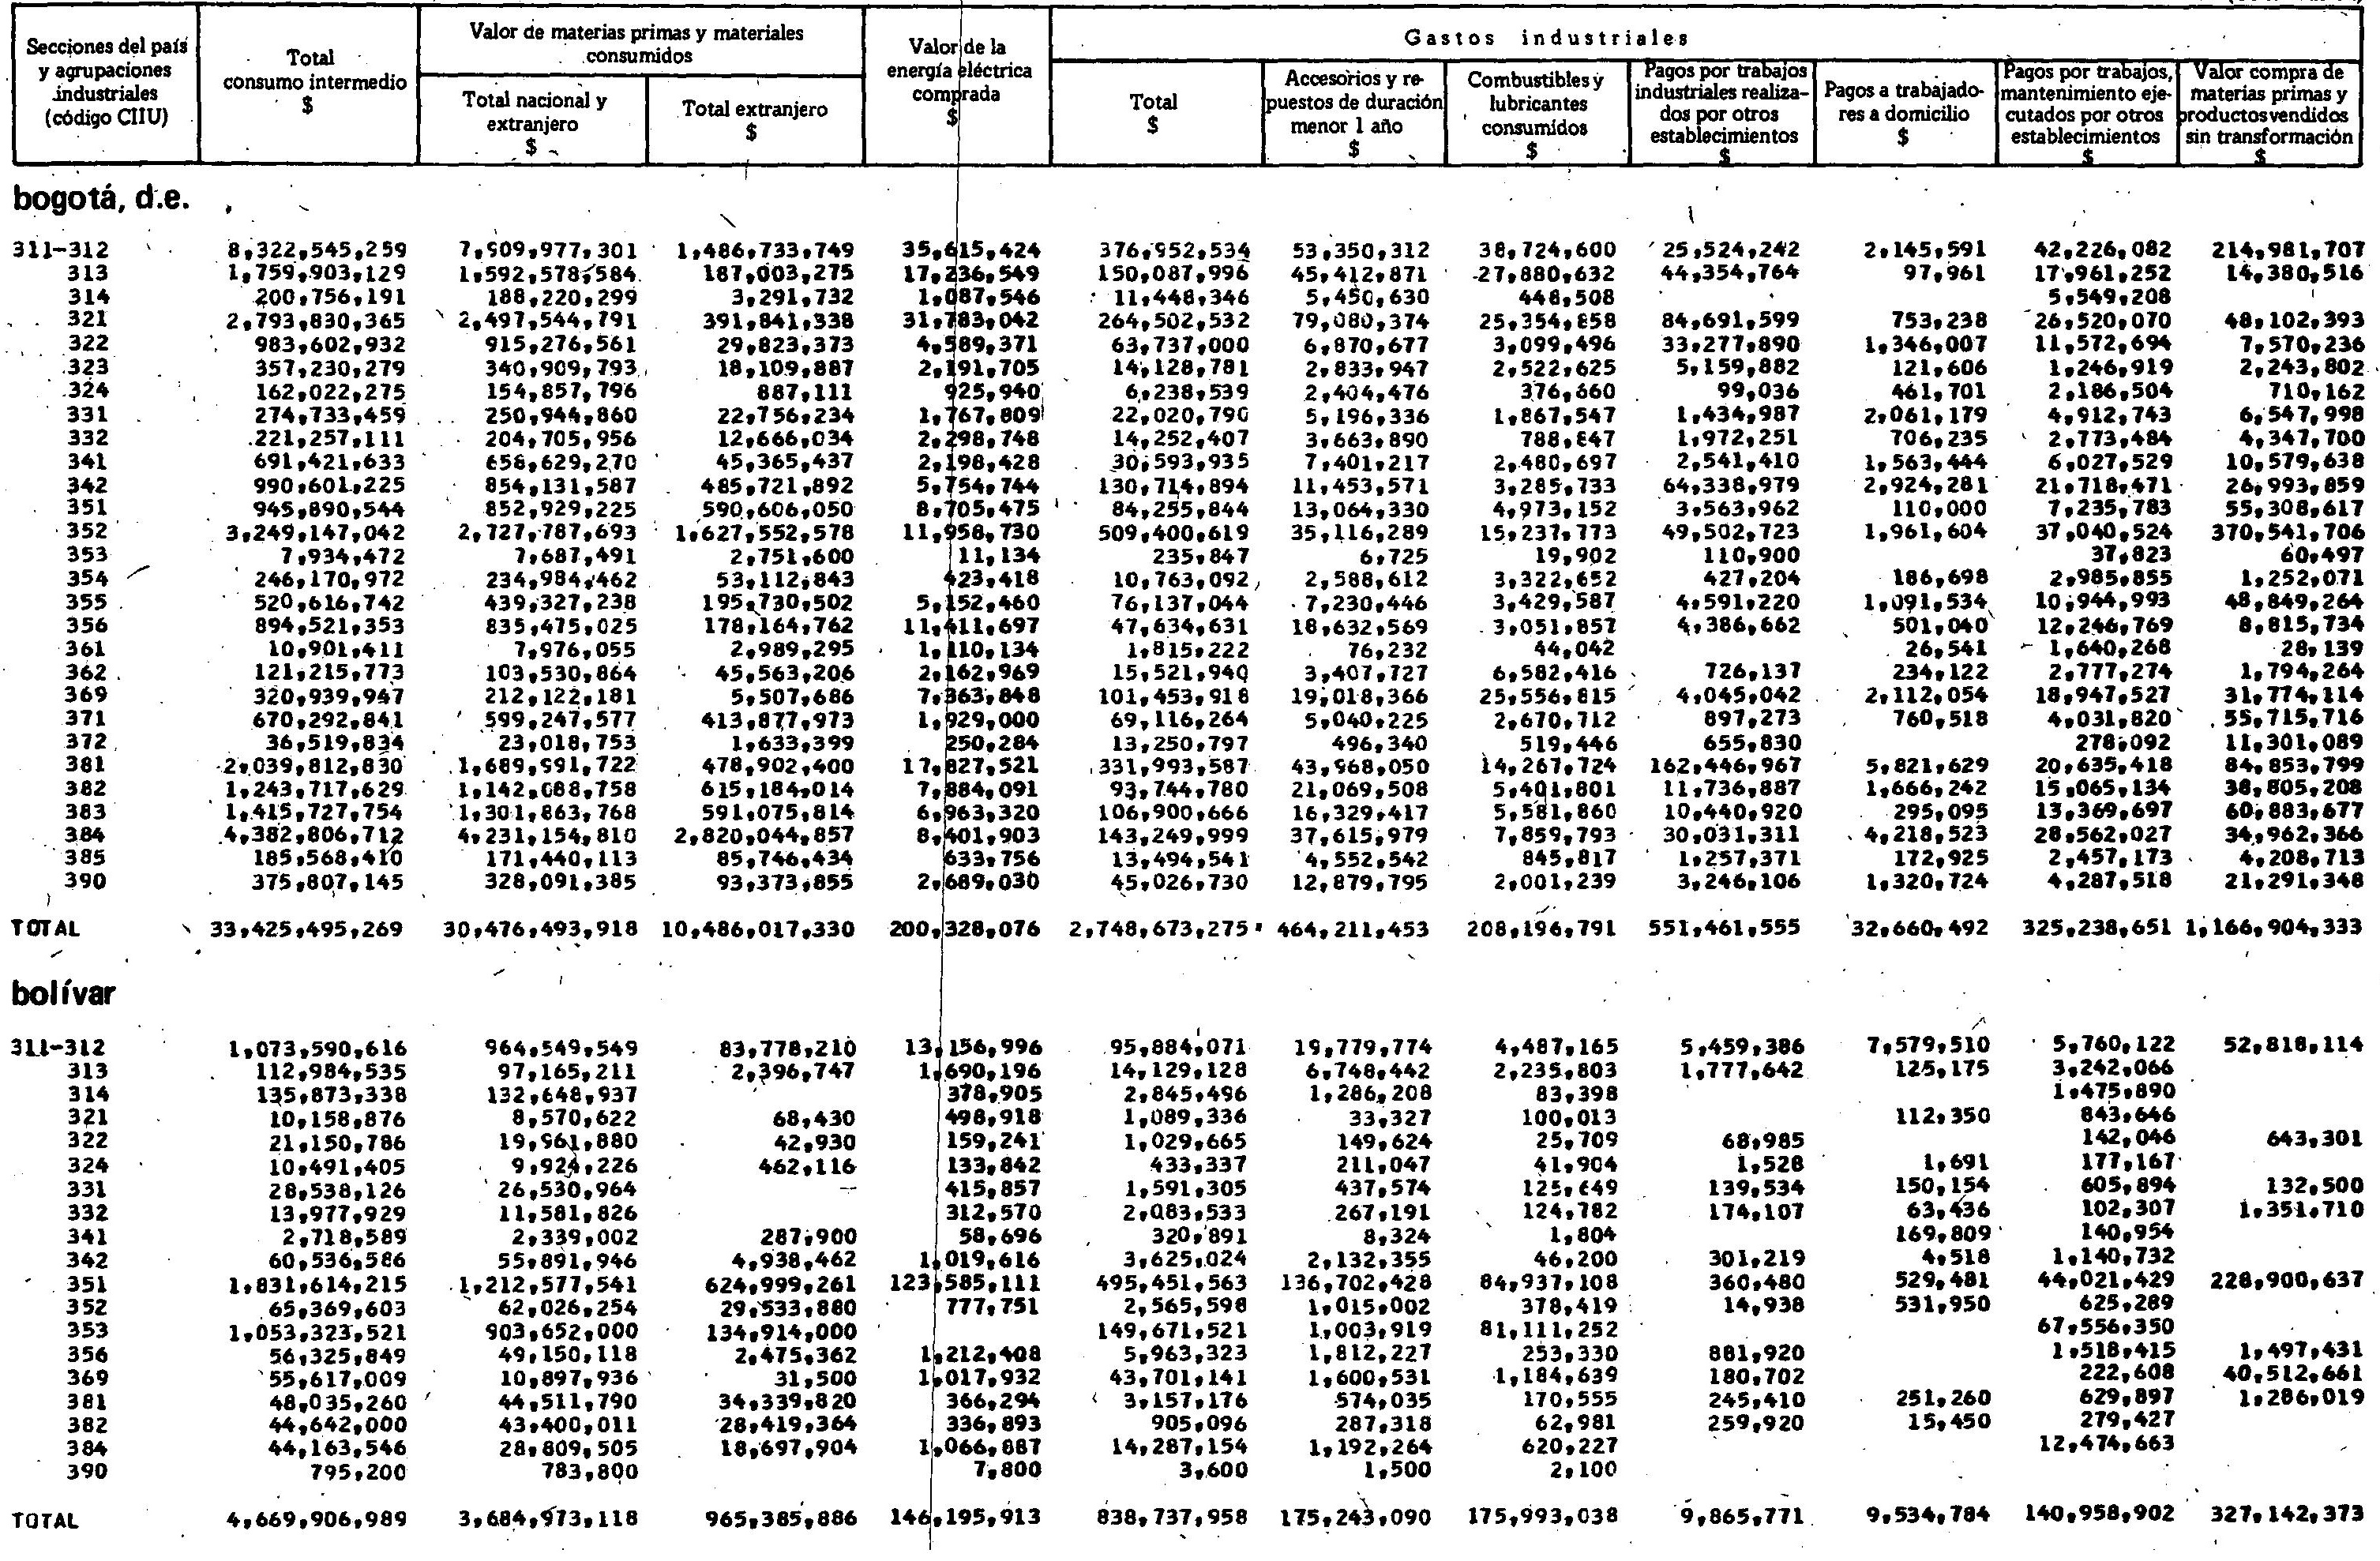 Secciones del país y agrupaciones industriales (código CIIU)
Total consumo intermedio $
Valor de materias primas y materiales consumidos
Total nacional y extranjero $
Total extranjero $
Valor de la energía eléctrica comprada $
Gastos industriales
Total $
Accesorios y repuestos de duración menor 1 año $
Combustibles y lubricantes consumidos $
Pagos por trabajos industriales realizados por otros establecimientos $
Pagos a trabajadores a domicilio $
Pagos por trabajos, mantenimiento ejecutados por otros establecimientos $
Valor compra de materias primas y productos vendidos sin transformación $
bogotá, d.e.
311-312 8,322,545,259 7,909,977,301 1,486,733,749 35,615,424 376,952,534 53,350,312 38,724,600 25,524,242 2,145,591 42,226,082 214,981,707
313 1,759,903,129 1,592,578,584 187,003,275 17,236,549 150,087,996 45,412,871 27,880,632 44,354,764 97,961 17,961,252 14,380,516
314 200,756,191 188,220,299 3,291,732 1,087,546 11,448,346 5,450,630 448,508 5,549,208
321 2,793,830,365 2,497,544,791 391,841,338 31,783,042 264,502,532 79,080,374 25,354,858 84,691,599 753,238 26,520,070 48,102,393
322 983,602,932 915,276,561 29,823,373 4,589,371 63,737,000 6,870,677 3,099,496 33,277,890 1,346,007 11,572,694 7,570,236
323 357,230,279 340,909,793 18,109,887 2,191,705 14,128,781 2,833,947 2,522,625 5,159,882 121,606 1,246,919 2,243,802
324 162,022,275 154,857,796 887,111 925,940 6,238,539 2,404,476 376,660 99,036 461,701 2,186,504 710,162
331 274,733,459 250,944,860 22,756,234 1,767,809 22,020,790 5,196,336 1,867,547 1,434,987 2,061,179 4,912,743 6,547,998
332 221,257,111 204,705,956 12,666,034 2,298,748 14,252,407 3,663,890 788,847 1,972,251 706,235 2,773,484 4,347,700
341 691,421,633 658,629,270 45,365,437 2,198,428 30,593,935 7,401,217 2,480,697 2,541,410 1,563,444 6,027,529 10,579,638
342 990,601,225 854,131,587 485,721,892 5,754,744 130,714,894 11,453,571 3,285,733 64,338,979 2,924,281 21,718,471 26,993,859
351 945,890,544 852,929,225 590,606,050 8,705,475 84,255,844 13,064,330 4,973,152 3,563,962 110,000 7,235,783 55,308,617
352 3,249,147,042 2,727,787,693 1,627,552,578 11,958,730 509,400,619 35,116,289 15,237,773 49,502,723 1,961,604 37,040,524 370,541,706
353 7,934,472 7,687,491 2,751,600 11,134 235,847 6,725 19,902 110,900 37,823 60,497
354 246,170,972 234,984,462 53,112,843 423,418 10,763,092 2,588,612 3,322,652 427,204 186,698 2,985,855 1,252,071
355 520,616,742 439,327,238 195,730,502 5,152,460 76,137,044 7,230,446 3,429,587 4,591,220 1,091,534 10,944,993 48,849,264
356 894,521,353 835,475,025 178,164,762 11,411,697 47,634,631 18,632,569 3,051,857 4,386,662 501,040 12,246,769 8,815,734
361 10,901,411 7,976,055 2,989,295 1,110,134 1,815,222 76,232 44,042 26,541 1,640,268 28,139
362 121,215,773 103,530,864 45,563,206 2,162,969 15,521,940 3,407,727 6,582,416 726,137 234,122 2,777,274 1,794,264
369 320,939,947 212,122,181 5,507,686 7,363,848 101,453,918 19,018,366 25,556,815 4,045,042 2,112,054 18,947,527 31,774,114
371 670,292,841 599,247,577 413,877,973 1,929,000 69,116,264 5,040,225 2,670,712 897,273 760,518 4,031,820 55,715,716
372 36,519,834 23,018,753 1,633,399 250,284 13,250,797 496,340 519,446 655,830 278,092 11,301,089
381 2,039,812,830 1,689,991,722 478,902,400 17,827,521 331,993,587 43,968,050 14,267,724 162,446,967 5,821,629 20,635,418 84,853,799
382 1,243,717,629 1,142,088,758 615,184,014 7,884,091 93,744,780 21,069,508 5,401,801 11,736,887 1,666,242 15,065,134 38,805,208
383 1,415,727,754 1,301,863,768 591,075,814 6,963,320 106,900,666 16,329,417 5,581,860 10,440,920 295,095 13,369,697 60,883,677
384 4,382,806,712 4,231,154,810 2,820,044,857 8,401,903 143,249,999 37,615,979 7,859,793 30,031,311 4,218,523 28,562,027 34,962,366
385 185,568,410 171,440,113 85,746,434 633,756 13,494,541 4,552,542 845,817 1,257,371 172,925 2,457,173 4,208,713
390 375,807,145 328,091,385 93,373,855 2,689,030 45,026,730 12,879,795 2,001,239 3,246,106 1,320,724 4,287,518 21,291,348
TOTAL 33,425,495,269 30,476,493,918 10,486,017,330 200,328,076 2,748,673,275 464,211,453 208,196,791 551,461,555 32,660,492 325,238,651 1,166,904,333
bolívar
311-312 1,073,590,616 964,549,549 83,778,210 13,156,996 95,884,071 19,779,774 4,487,165 5,459,386 7,579,510 5,760,122 52,818,114
313 112,984,535 97,165,211 2,396,747 1,690,196 14,129,128 6,748,442 2,235,803 1,777,642 125,175 3,242,066
314 135,873,338 132,648,937 378,905 2,845,496 1,286,208 83,398 1,475,890
321 10,158,876 8,570,622 68,430 498,918 1,089,336 33,327 100,013 112,350 843,646
322 21,150,786 19,961,880 42,930 159,241 1,029,665 149,624 25,709 68,985 142,046 643,301
324 10,491,405 9,924,226 462,116 133,842 433,337 211,047 41,904 1,528 1,691 177,167
331 28,538,126 26,530,964 415,857 1,591,305 437,574 125,649 139,534 150,154 605,894 132,500
332 13,977,929 11,581,826 312,570 2,083,533 267,191 124,782 174,107 63,436 102,307 1,351,710
341 2,718,589 2,339,002 287,900 58,696 320,891 8,324 1,804 169,809 140,954
342 60,536,586 55,891,946 4,938,462 1,019,616 3,625,024 2,132,355 46,200 301,219 4,518 1,140,732
351 1,831,614,215 1,212,577,541 624,999,261 123,585,111 495,451,563 136,702,428 84,937,108 360,480 529,481 44,021,429 228,900,637
352 65,369,603 62,026,254 29,533,880 777,751 2,565,598 1,015,002 378,419 14,938 531,950 625,289
353 1,053,323,521 903,652,000 134,914,000 149,671,521 1,003,919 81,111,252 67,556,350
356 56,325,849 49,150,118 2,475,362 1,212,408 5,963,323 1,812,227 253,330 881,920 1,518,415 1,497,431
369 55,617,009 10,897,936 31,500 1,017,932 43,701,141 1,600,531 1,184,639 180,702 222,608 40,512,661
381 48,035,260 44,511,790 34,339,820 366,294 3,157,176 574,035 170,555 245,410 251,260 629,897 1,286,019
382 44,642,000 43,400,011 28,419,364 336,893 905,096 287,318 62,981 259,920 15,450 279,427
384 44,163,546 28,809,505 18,697,904 1,066,887 14,287,154 1,192,264 620,227 12,474,663
390 795,200 783,800 7,800 3,600 1,500 2,100
TOTAL 4,669,906,989 3,684,973,118 965,385,886 146,195,913 838,737,958 175,243,090 175,993,038 9,865,771 9,534,784 140,958,902 327,142,373